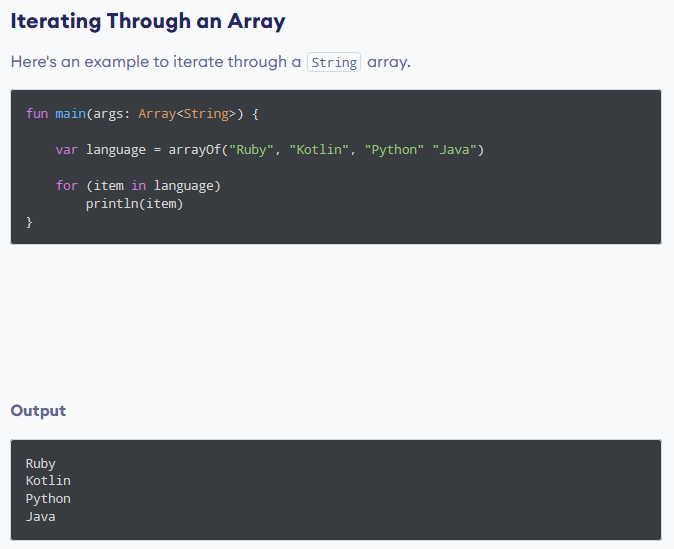 Iterating Through an Array
Here's an example to iterate through a String array.
fun main(args: Array<String>) {
var language = arrayOf("Ruby", "Kotlin", "Python" "Java")
for (item in language)
println(item)
}
Output
Ruby
Kotlin
Python
Java